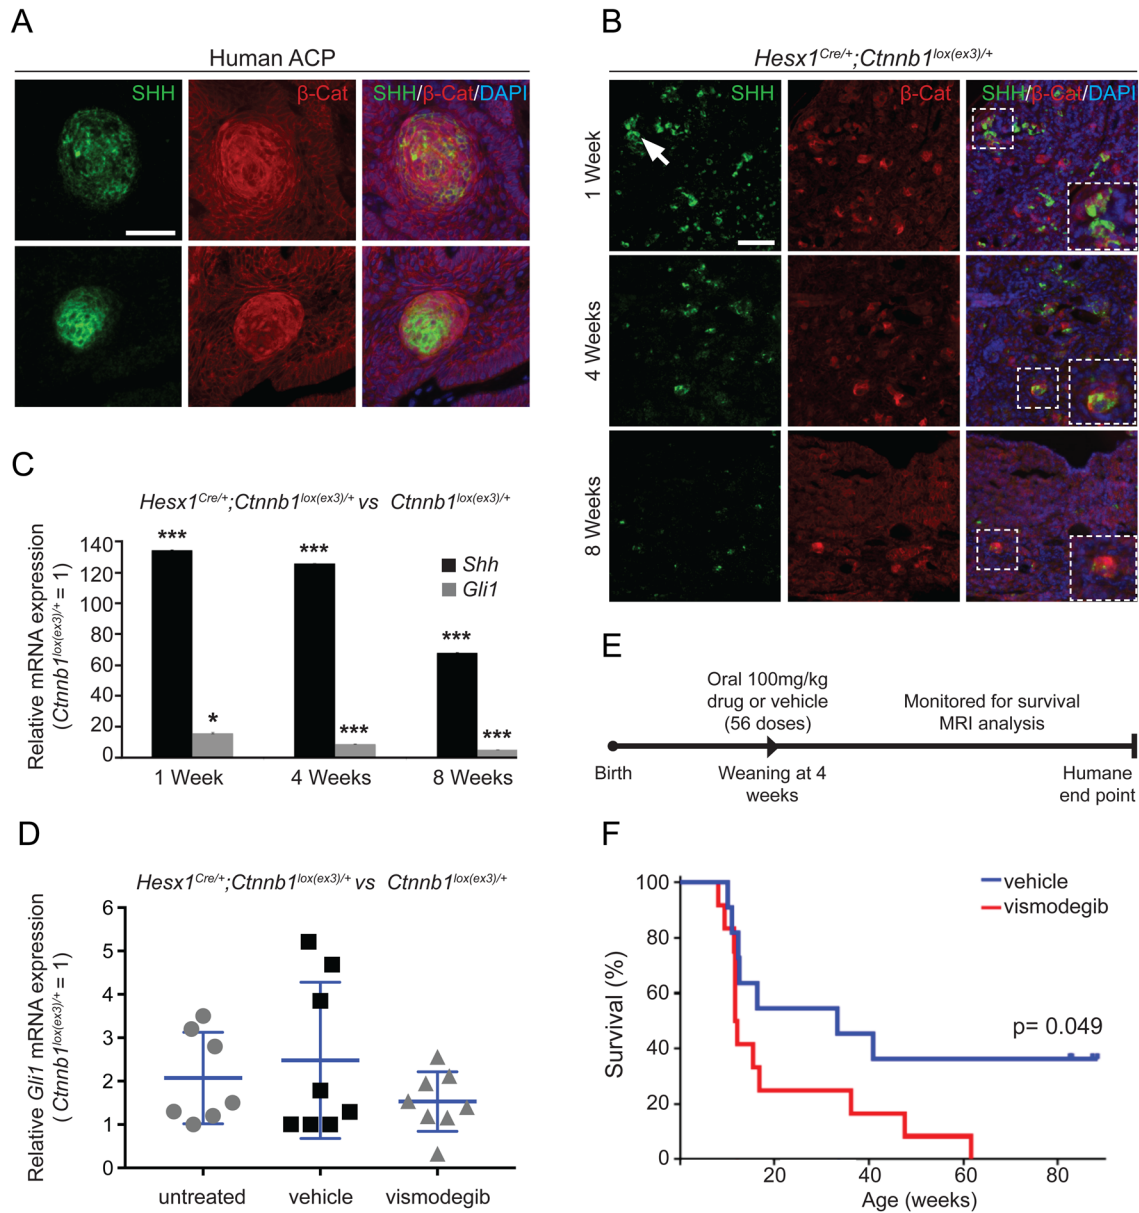 A
Human ACP
SHH
β-Cat
SHH/β-Cat/DAPI
B
Hesx1Cre/+;Ctnnb1lox(ex3)/+
SHH
β-Cat
SHH/β-Cat/DAPI
1 Week
4 Weeks
8 Weeks
C
Hesx1Cre/+;Ctnnb1lox(ex3)/+ vs Ctnnb1lox(ex3)/+
Relative mRNA expression
(Ctnnb1lox(ex3)/+ = 1)
140
120
100
80
60
40
20
0
***
*
***
***
***
***
Shh
Gli1
1 Week
4 Weeks
8 Weeks
D
Hesx1Cre/+;Ctnnb1lox(ex3)/+ vs Ctnnb1lox(ex3)/+
Relative Gli1 mRNA expression
(Ctnnb1lox(ex3)/+ = 1)
6
5
4
3
2
1
0
untreated
vehicle
vismodegib
E
Oral 100mg/kg
drug or vehicle
(56 doses)
Monitored for survival
MRI analysis
Birth
Weaning at 4
weeks
Humane
end point
F
Survival (%)
100
80
60
40
20
0
vehicle
vismodegib
p= 0.049
20
40
60
80
Age (weeks)